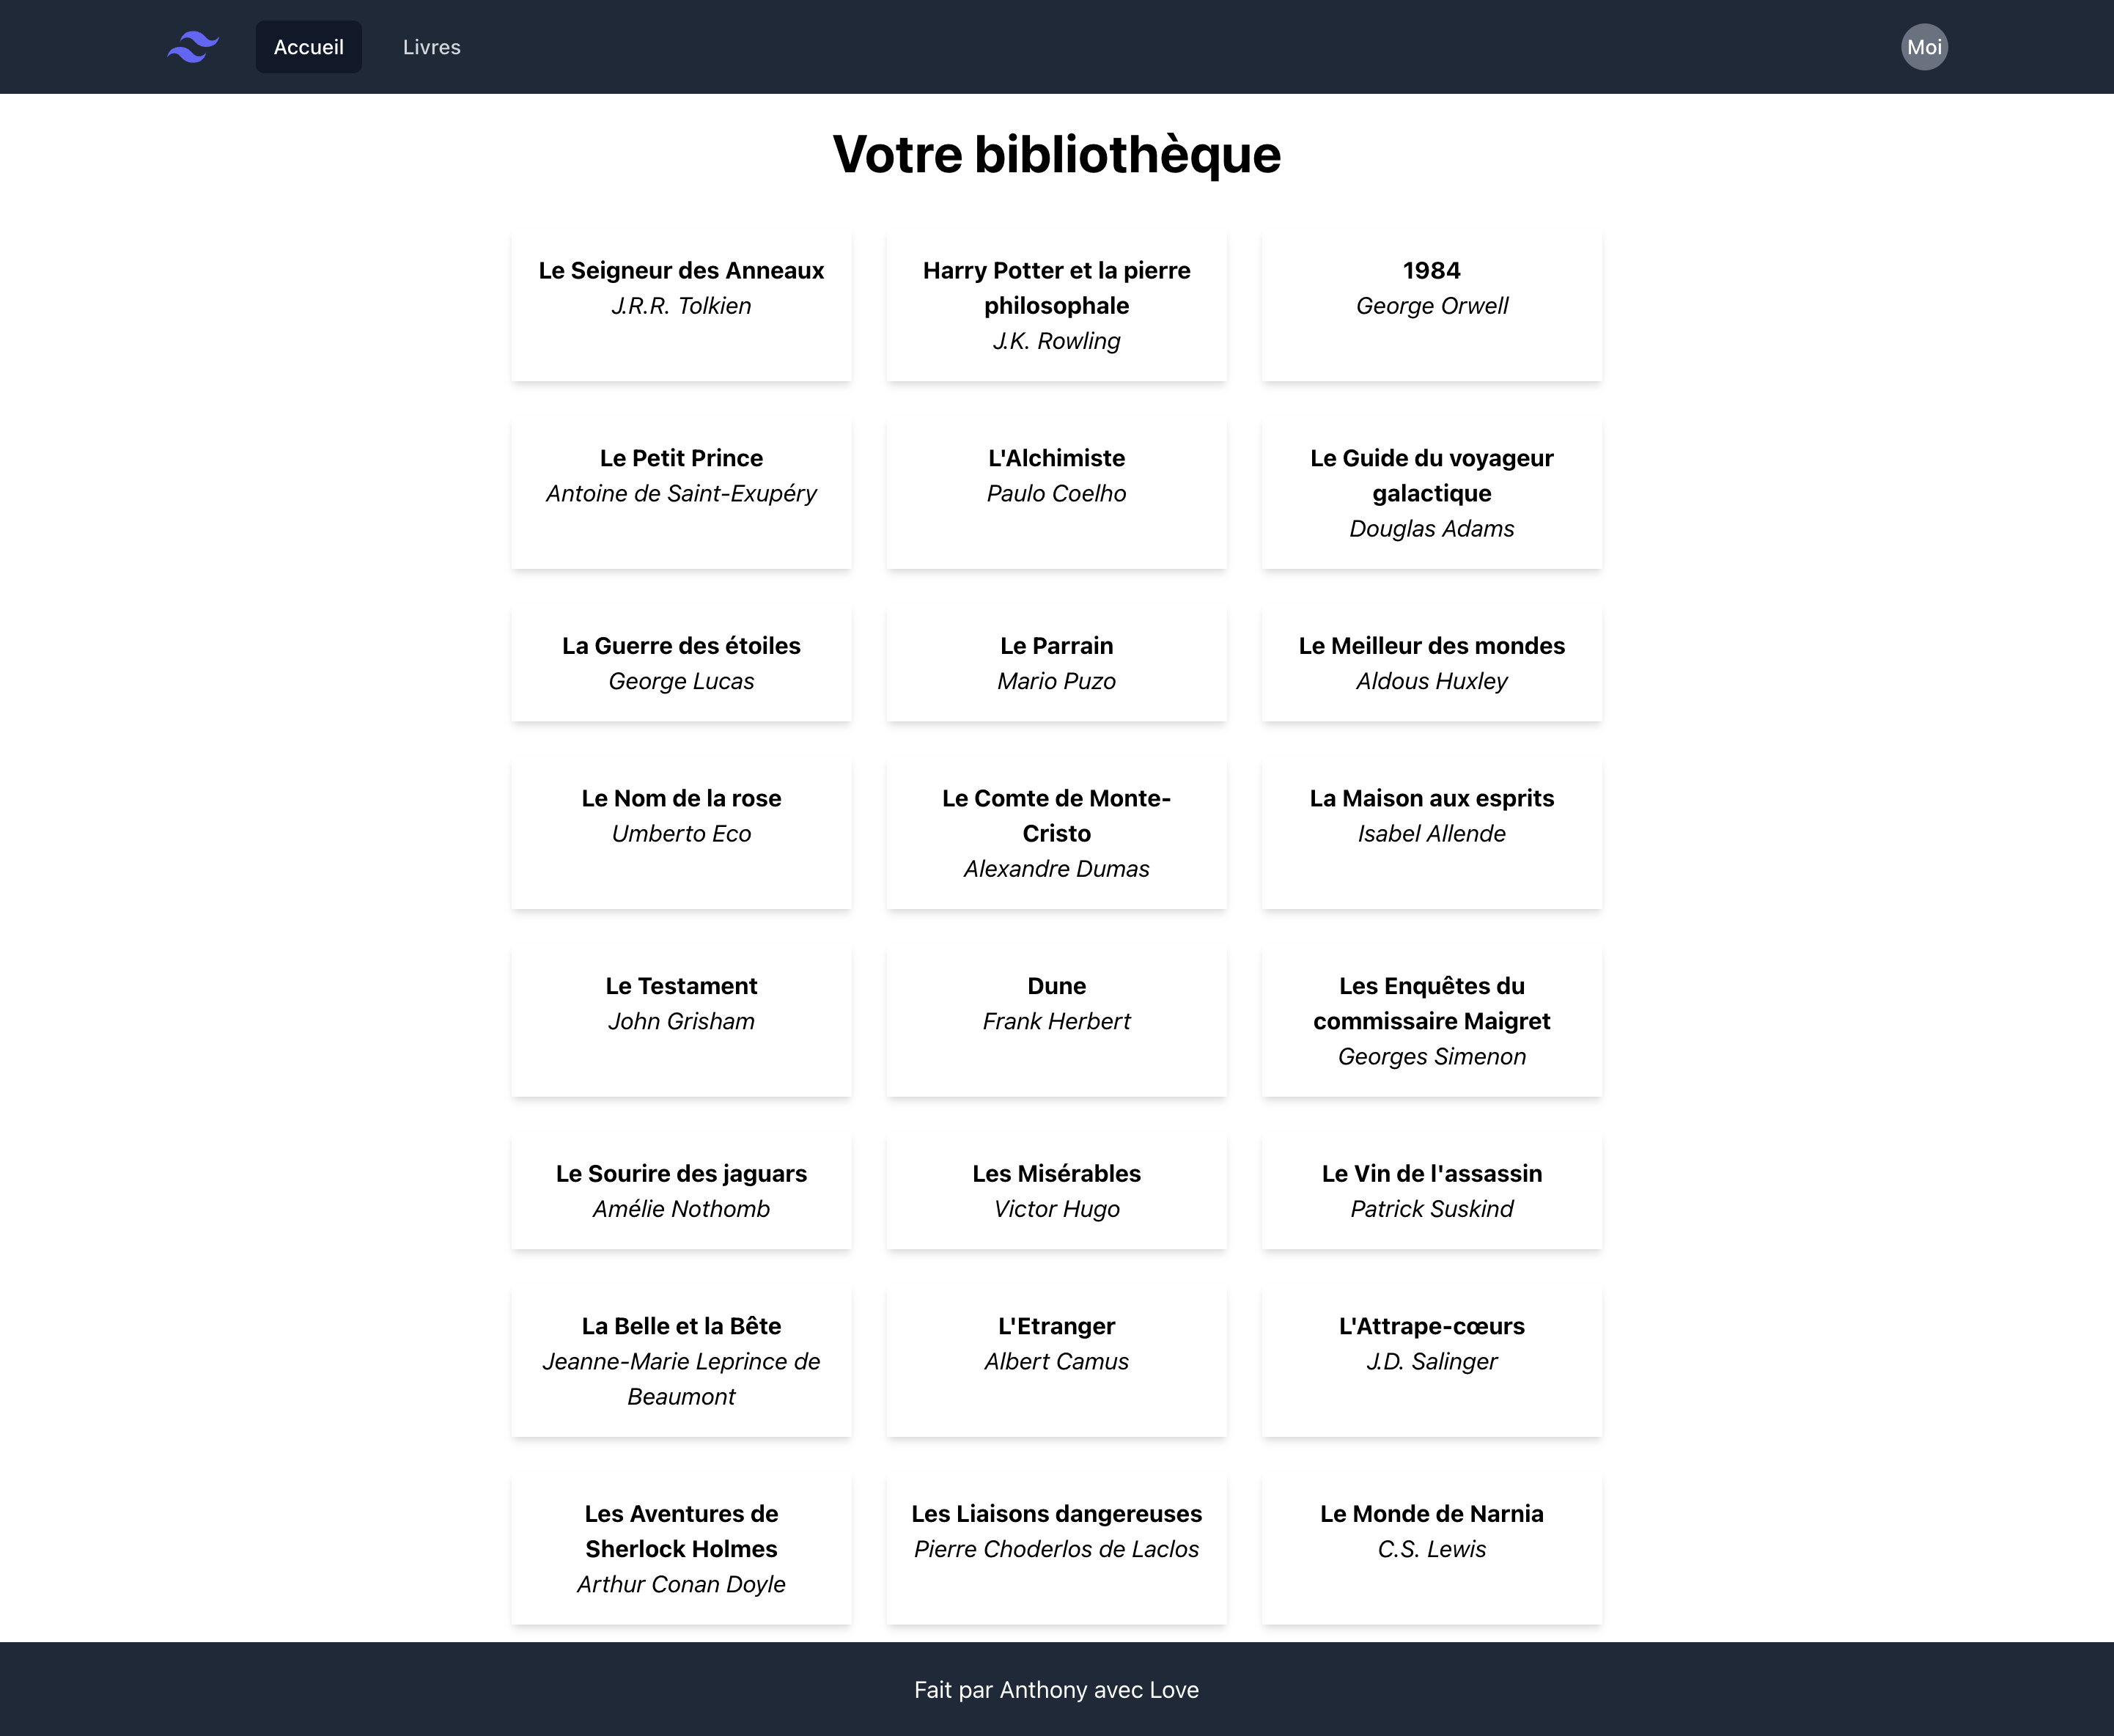 Accueil
Livres
Moi
Votre bibliothèque
Le Seigneur des Anneaux
J.R.R. Tolkien
Harry Potter et la pierre
philosophale
J.K. Rowling
1984
George Orwell
Le Petit Prince
Antoine de Saint-Exupéry
L'Alchimiste
Paulo Coelho
Le Guide du voyageur
galactique
Douglas Adams
La Guerre des étoiles
George Lucas
Le Parrain
Mario Puzo
Le Meilleur des mondes
Aldous Huxley
Le Nom de la rose
Umberto Eco
Le Comte de Monte-
Cristo
Alexandre Dumas
La Maison aux esprits
Isabel Allende
Le Testament
John Grisham
Dune
Frank Herbert
Les Enquêtes du
commissaire Maigret
Georges Simenon
Le Sourire des jaguars
Amélie Nothomb
Les Misérables
Victor Hugo
Le Vin de l'assassin
Patrick Suskind
La Belle et la Bête
Jeanne-Marie Leprince de
Beaumont
L'Etranger
Albert Camus
L'Attrape-cœurs
J.D. Salinger
Les Aventures de
Sherlock Holmes
Arthur Conan Doyle
Les Liaisons dangereuses
Pierre Choderlos de Laclos
Le Monde de Narnia
C.S. Lewis
Fait par Anthony avec Love